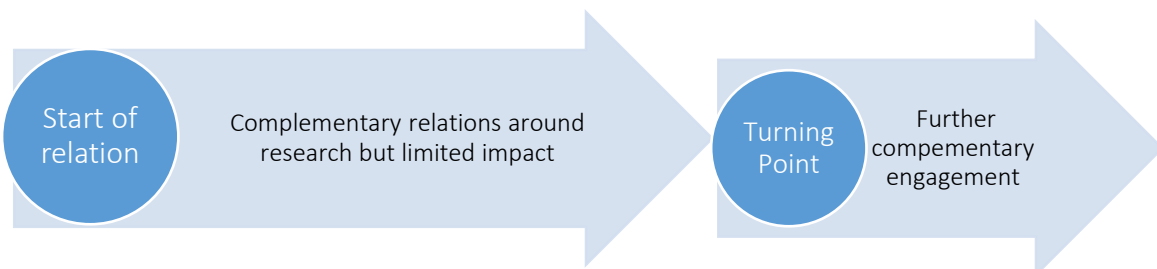 Start of
relation
Complementary relations around
research but limited impact
Turning
Point
Further
compementary
engagement